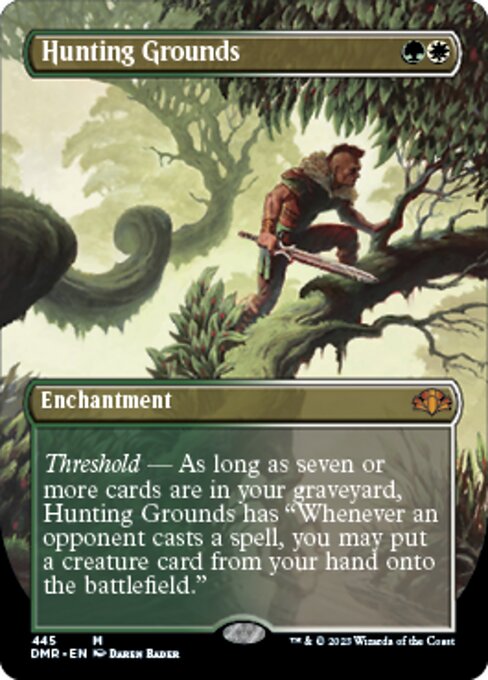 Hunting Grounds
Enchantment
Threshold — As long as seven or
more cards are in your graveyard,
Hunting Grounds has “Whenever an
opponent casts a spell, you may put
a creature card from your hand onto
the battlefield.”
445 M
™ & © 2023 Wizards of the Coast
DMR • EN Daren Bader